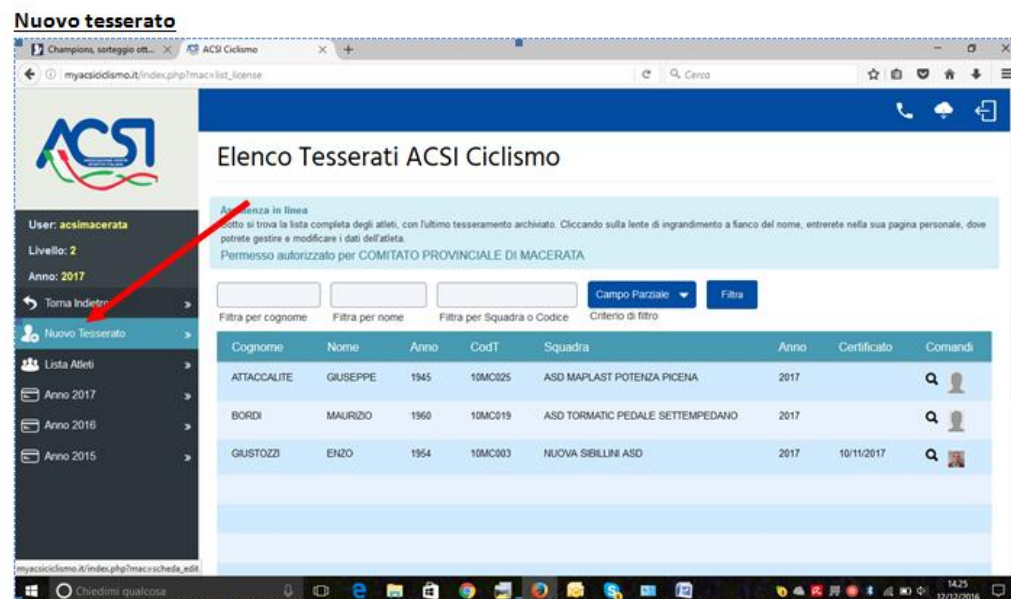 Nuovo tesserato
Champions, sorteggio ott...
ACSI Ciclismo
myacsiciclismo.it/index.php?mac=list_license
Cerca
ACSI
Elenco Tesserati ACSI Ciclismo
User: acsimacerata
Livello: 2
Anno: 2017
Torna Indietro
Nuovo Tesserato
Lista Atleti
Anno 2017
Anno 2016
Anno 2015
in linea
Sotto si trova la lista completa degli atleti, con l'ultimo tesseramento archiviato. Cliccando sulla lente di ingrandimento a fianco del nome, entrerete nella sua pagina personale, dove
potrete gestire e modificare i dati dell'atleta.
Permesso autorizzato per COMITATO PROVINCIALE DI MACERATA
Campo Parziale
Filtra
Filtra per cognome
Filtra per nome
Filtra per Squadra o Codice
Criterio di filtro
Cognome Nome Anno CodT Squadra Anno Certificato Comandi
ATTACCALITE GIUSEPPE 1945 10MC025 ASD MAPLAST POTENZA PICENA 2017
BORDI MAURIZIO 1960 10MC019 ASD TORMATIC PEDALE SETTEMPEDANO 2017
GIUSTOZZI ENZO 1954 10MC003 NUOVA SIBILLINI ASD 2017 10/11/2017
myacsiciclismo.it/index.php?mac=scheda_edit
Chiedimi qualcosa
14:25
12/12/2016